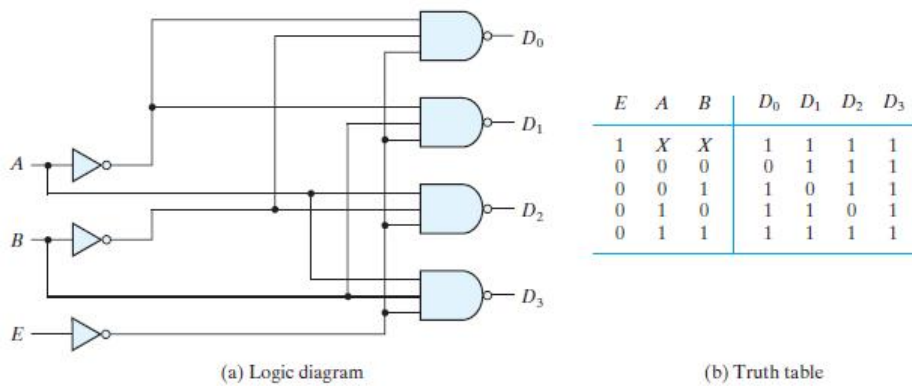 D₀
D₁
A
D₂
B
D₃
E
(a) Logic diagram
E A B D₀ D₁ D₂ D₃
1 X X 1 1 1 1
0 0 0 0 1 1 1
0 0 1 1 0 1 1
0 1 0 1 1 0 1
0 1 1 1 1 1 1
(b) Truth table